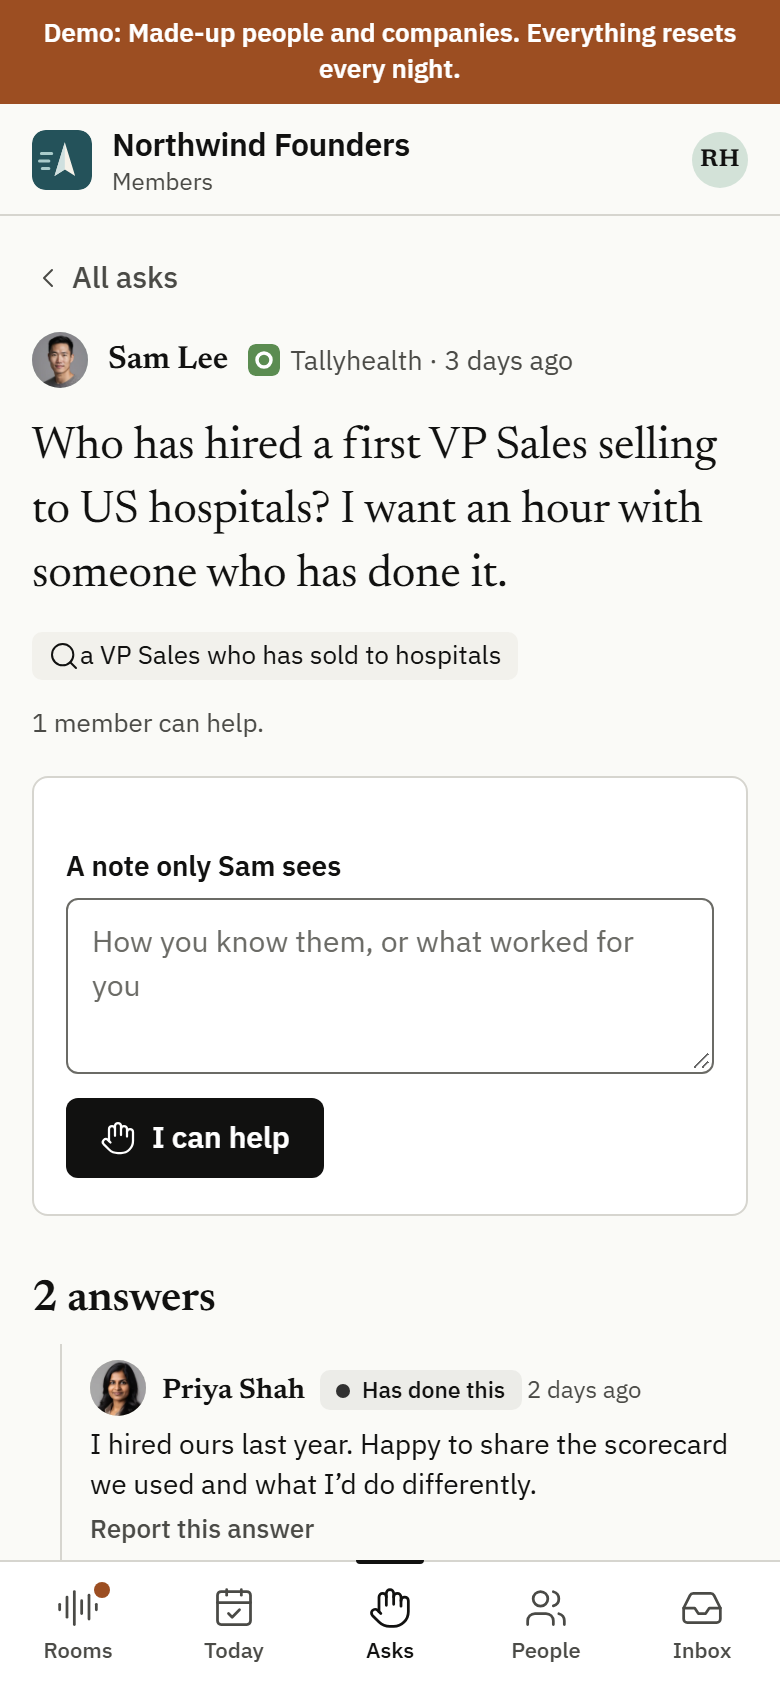 Demo: Made-up people and companies. Everything resets
every night.
Northwind Founders
Members
RH
All asks
Sam Lee Tallyhealth · 3 days ago
Who has hired a first VP Sales selling
to US hospitals? I want an hour with
someone who has done it.
a VP Sales who has sold to hospitals
1 member can help.
A note only Sam sees
How you know them, or what worked for
you
I can help
2 answers
Priya Shah Has done this 2 days ago
I hired ours last year. Happy to share the scorecard
we used and what I’d do differently.
Report this answer
Rooms Today Asks People Inbox